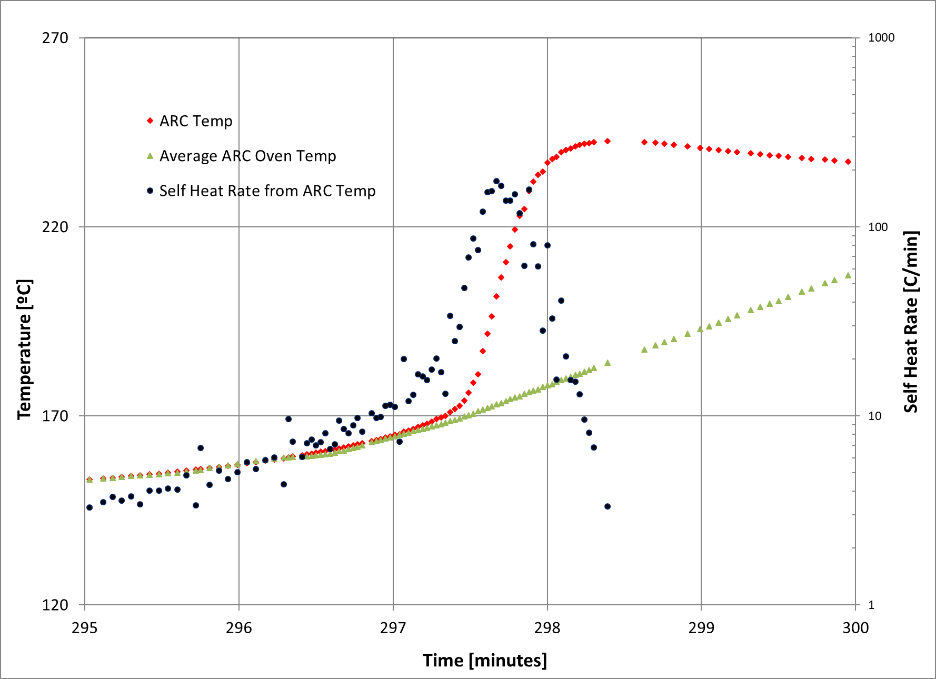 270
1000
ARC Temp
Average ARC Oven Temp
Self Heat Rate from ARC Temp
220
100
Temperature [ºC]
Self Heat Rate [C/min]
170
10
120
1
295
296
297
298
299
300
Time [minutes]